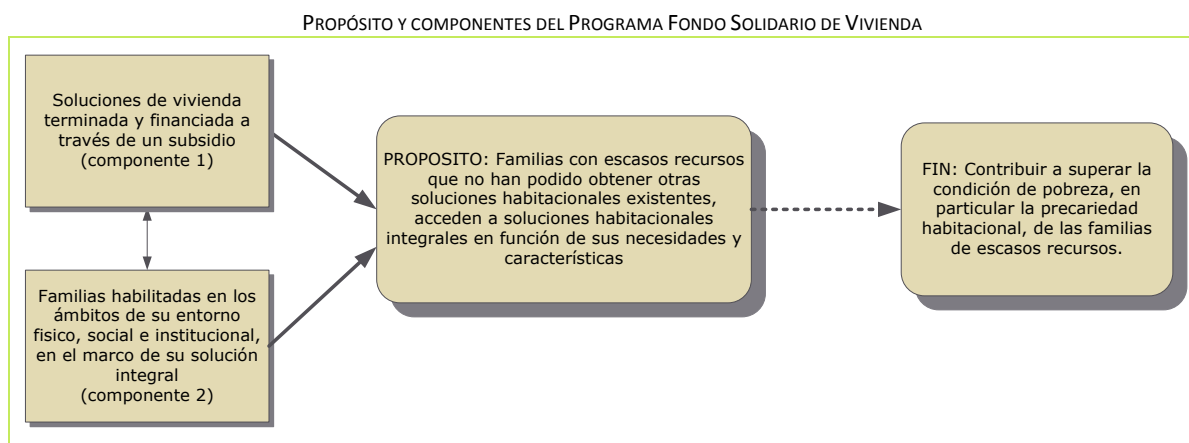 PROPÓSITO Y COMPONENTES DEL PROGRAMA FONDO SOLIDARIO DE VIVIENDA
Soluciones de vivienda
terminada y financiada a
través de un subsidio
(componente 1)
Familias habilitadas en los
ámbitos de su entorno
fisico, social e institucional,
en el marco de su solución
integral
(componente 2)
PROPOSITO: Familias con escasos recursos
que no han podido obtener otras
soluciones habitacionales existentes,
acceden a soluciones habitacionales
integrales en función de sus necesidades y
características
FIN: Contribuir a superar la
condición de pobreza, en
particular la precariedad
habitacional, de las familias
de escasos recursos.